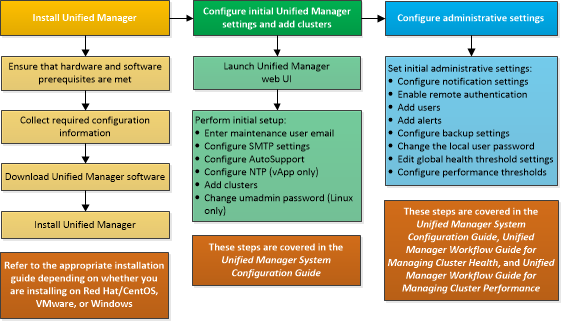 Install Unified Manager
Ensure that hardware and software
prerequisites are met
Collect required configuration
information
Download Unified Manager software
Install Unified Manager
Refer to the appropriate installation
guide depending on whether you
are installing on Red Hat/CentOS,
VMware, or Windows
Configure initial Unified Manager
settings and add clusters
Launch Unified Manager
web UI
Perform initial setup:
• Enter maintenance user email
• Configure SMTP settings
• Configure AutoSupport
• Configure NTP (vApp only)
• Add clusters
• Change umadmin password (Linux
only)
These steps are covered in the
Unified Manager System
Configuration Guide
Configure administrative settings
Set initial administrative settings:
• Configure notification settings
• Enable remote authentication
• Add users
• Add alerts
• Configure backup settings
• Change the local user password
• Edit global health threshold settings
• Configure performance thresholds
These steps are covered in the
Unified Manager System
Configuration Guide, Unified
Manager Workflow Guide for
Managing Cluster Health, and Unified
Manager Workflow Guide for
Managing Cluster Performance